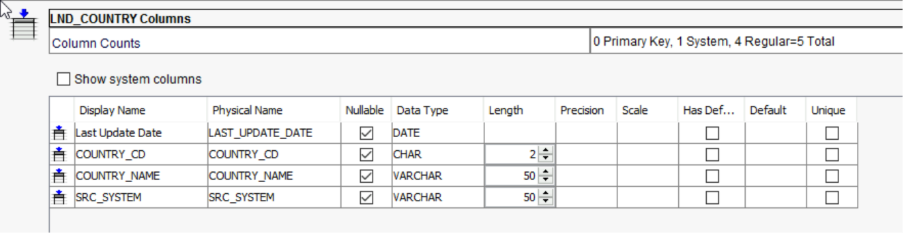 LND_COUNTRY Columns
Column Counts 0 Primary Key, 1 System, 4 Regular=5 Total
Show system columns
Display Name Physical Name Nullable Data Type Length Precision Scale Has Def... Default Unique
Last Update Date LAST_UPDATE_DATE DATE
COUNTRY_CD COUNTRY_CD CHAR 2
COUNTRY_NAME COUNTRY_NAME VARCHAR 50
SRC_SYSTEM SRC_SYSTEM VARCHAR 50